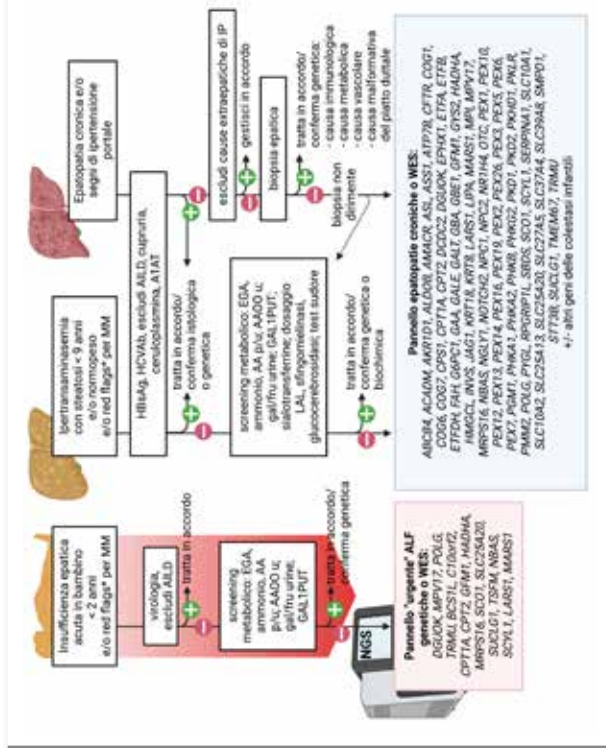 Insufficienza epatica
acuta in bambino
< 2 anni
e/o red flags* per MM
virologia,
escludi AILD
tratta in accordo
screening
metabolico: EGA,
ammonio, AA
p/u; AADO u;
gal/fru urine;
GAL1PUT
tratta in accordo/
conferma genetica
NGS
Pannello "urgente" ALF
genetiche o WES:
DGUOK, MPV17, POLG,
TRMU, BCS1L, C10orf2,
CPT1A, CPT2, GFM1, HADHA,
MRPS16, SCO1, SLC25A20,
SUCLG1, TSFM, NBAS,
SCYL1, LARS1, MARS1
Ipertransaminasemia
con steatosi < 9 anni
e/o normopeso
e/o red flags* per MM
Epatopatia cronica e/o
segni di ipertensione
portale
HBsAg, HCVAb, escludi AILD, cupruria,
ceruloplasmina, A1AT
tratta in accordo/
conferma istologica
o genetica
screening metabolico: EGA,
ammonio, AA p/u; AADO u;
gal/fru urine; GAL1PUT;
sialotransferrine; dosaggio
LAL, sfingomielinasi,
glucocerebrosidasi; test sudore
tratta in accordo/
conferma genetica o
biochimica
escludi cause extraepatiche di IP
gestisci in accordo
biopsia epatica
tratta in accordo/
conferma genetica:
- causa immunologica
- causa metabolica
- causa vascolare
- causa malformativa
del piatto duttale
biopsia non
dirimente
Pannello epatopatie croniche o WES:
ABCB4, ACADM, AKR1D1, ALDOB, AMACR, ASL, ASS1, ATP7B, CFTR, COG1,
COG6, COG7, CPS1, CPT1A, CPT2, DCDC2, DGUOK, EPHX1, ETFA, ETFB,
ETFDH, FAH, G6PC1, GAA, GALE, GALT, GBA, GBE1, GFM1, GYS2, HADHA,
HMGCL, INVS, JAG1, KRT18, KRT8, LARS1, LIPA, MARS1, MPI, MPV17,
MRPS16, NBAS, NGLY1, NOTCH2, NPC1, NPC2, NR1H4, OTC, PEX1, PEX10,
PEX12, PEX13, PEX14, PEX16, PEX19, PEX2, PEX26, PEX3, PEX5, PEX6,
PEX7, PGM1, PHKA1, PHKA2, PHKB, PHKG2, PKD1, PKD2, PKHD1, PKLR,
PMM2, POLG, PYGL, RPGRIP1L, SBDS, SCO1, SCYL1, SERPINA1, SLC10A1,
SLC10A2, SLC25A13, SLC25A20, SLC27A5, SLC37A4, SLC39A8, SMPD1,
STT3B, SUCLG1, TMEM67, TRMU
+/- altri geni delle colestasi infantili